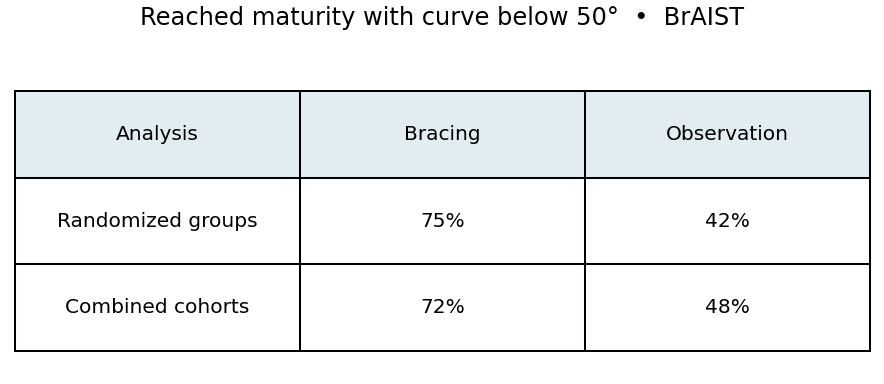 Reached maturity with curve below 50° • BrAIST
Analysis Bracing Observation
Randomized groups 75% 42%
Combined cohorts 72% 48%